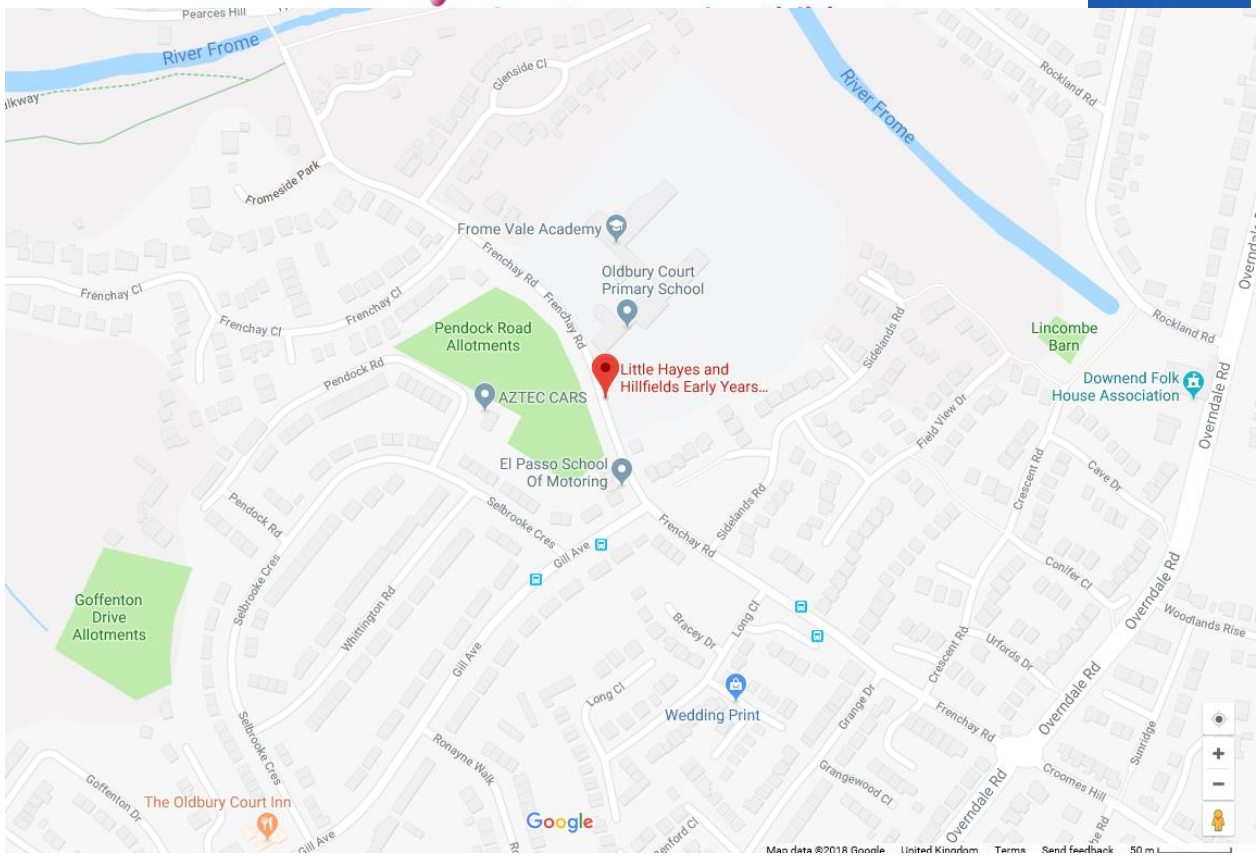 Pearces Hill
River Frome
Glenside Cl
Rockland Rd
River Frome
Fromeside Park
Frome Vale Academy
Frenchay Rd
Frenchay Rd
Oldbury Court
Primary School
Frenchay Cl
Frenchay Cl
Frenchay Cl
Pendock Road
Allotments
Sidelands Rd
Lincombe
Barn
Rockland Rd
Pendock Rd
AZTEC CARS
Little Hayes and
Hillfields Early Years...
Downend Folk
House Association
Overndale Rd
Field View Dr
El Passo School
Of Motoring
Crescent Rd
Cave Dr
Pendock Rd
Selbrooke Cres
Sidelands Rd
Frenchay Rd
Gill Ave
Conifer Cl
Overndale Rd
Woodlands Rise
Goffenton
Drive
Allotments
Selbrooke Cres
Whittington Rd
Bracey Dr
Long Cl
Gill Ave
Crescent Rd
Urfords Dr
Long Cl
Wedding Print
Grange Dr
Frenchay Rd
Overndale Rd
Sunridge
Selbrooke Cres
Ronayne Walk
Grangewood Cl
Croomes Hill
Goffenton Dr
The Oldbury Court Inn
Gill Ave
Google
Overndale Rd
Map data ©2018 Google United Kingdom Terms Send feedback 50 m